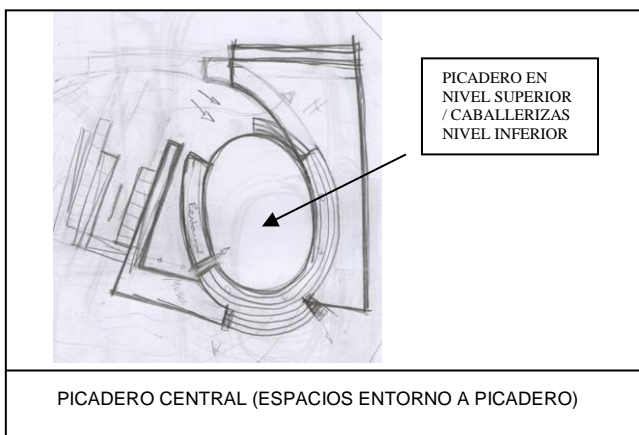 PICADERO EN
NIVEL SUPERIOR
/ CABALLERIZAS
NIVEL INFERIOR
PICADERO CENTRAL (ESPACIOS ENTORNO A PICADERO)